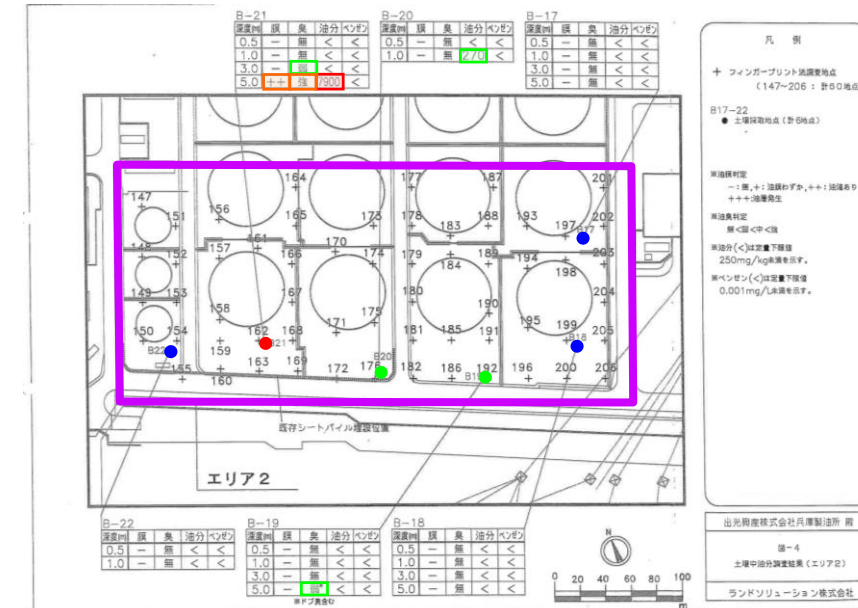 B-21
深度(m) 膜 臭 油分 ベンゼン
0.5 － 無 < <
1.0 － 無 < <
3.0 － 弱 < <
5.0 ++ 強 7900 <
B-20
深度(m) 膜 臭 油分 ベンゼン
0.5 － 無 < <
1.0 － 無 270 <
B-17
深度(m) 膜 臭 油分 ベンゼン
0.5 － 無 < <
1.0 － 無 < <
3.0 － 無 < <
5.0 － 無 < <
凡 例
+ フィンガープリント法調査地点
(147~206 : 計60地点)
B17-22
● 土壌採取地点(計6地点)
※油膜判定
－:無,+:油膜わずか,++:油膜あり
+++:油層発生
※油臭判定
無<弱<中<強
※油分(<)は定量下限値
250mg/kg未満を示す。
※ベンゼン(<)は定量下限値
0.001mg/L未満を示す。
147 164 177 187 201
151 156 165 173 178 183 188 193 197 202
B17
148 152 157 161 166 170 174 179 184 189 194 198 203
149 153 158 167 171 175 180 190 195 199 204
150 154 159 162 168 181 185 191 205
B22 B21 B20 B19 B18
155 160 163 169 172 176 182 186 192 196 200 206
既存シートパイル埋設位置
エリア2
B-22
深度(m) 膜 臭 油分 ベンゼン
0.5 － 無 < <
1.0 － 無 < <
B-19
深度(m) 膜 臭 油分 ベンゼン
0.5 － 無 < <
1.0 － 無 < <
3.0 － 無 < <
5.0 － 弱* < <
※ドブ臭含む
B-18
深度(m) 膜 臭 油分 ベンゼン
0.5 － 無 < <
1.0 － 無 < <
3.0 － 無 < <
5.0 － 無 < <
N
0 20 40 60 80 100
m
出光興産株式会社兵庫製油所 殿
図-4
土壌中油分調査結果(エリア2)
ランドソリューション株式会社